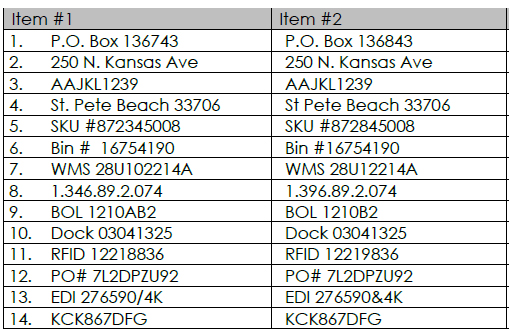 Item #1 Item #2
1. P.O. Box 136743 P.O. Box 136843
2. 250 N. Kansas Ave 250 N. Kansas Ave
3. AAJKL1239 AAJKL1239
4. St. Pete Beach 33706 St Pete Beach 33706
5. SKU #872345008 SKU #872845008
6. Bin #  16754190 Bin #16754190
7. WMS 28U102214A WMS 28U12214A
8. 1.346.89.2.074 1.396.89.2.074
9. BOL 1210AB2 BOL 1210B2
10. Dock 03041325 Dock 03041325
11. RFID 12218836 RFID 12219836
12. PO# 7L2DPZU92 PO# 7L2DPZU92
13. EDI 276590/4K EDI 276590&4K
14. KCK867DFG KCK867DFG